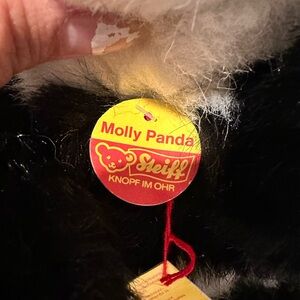 Molly Panda
Steiff
KNOPF IM OHR